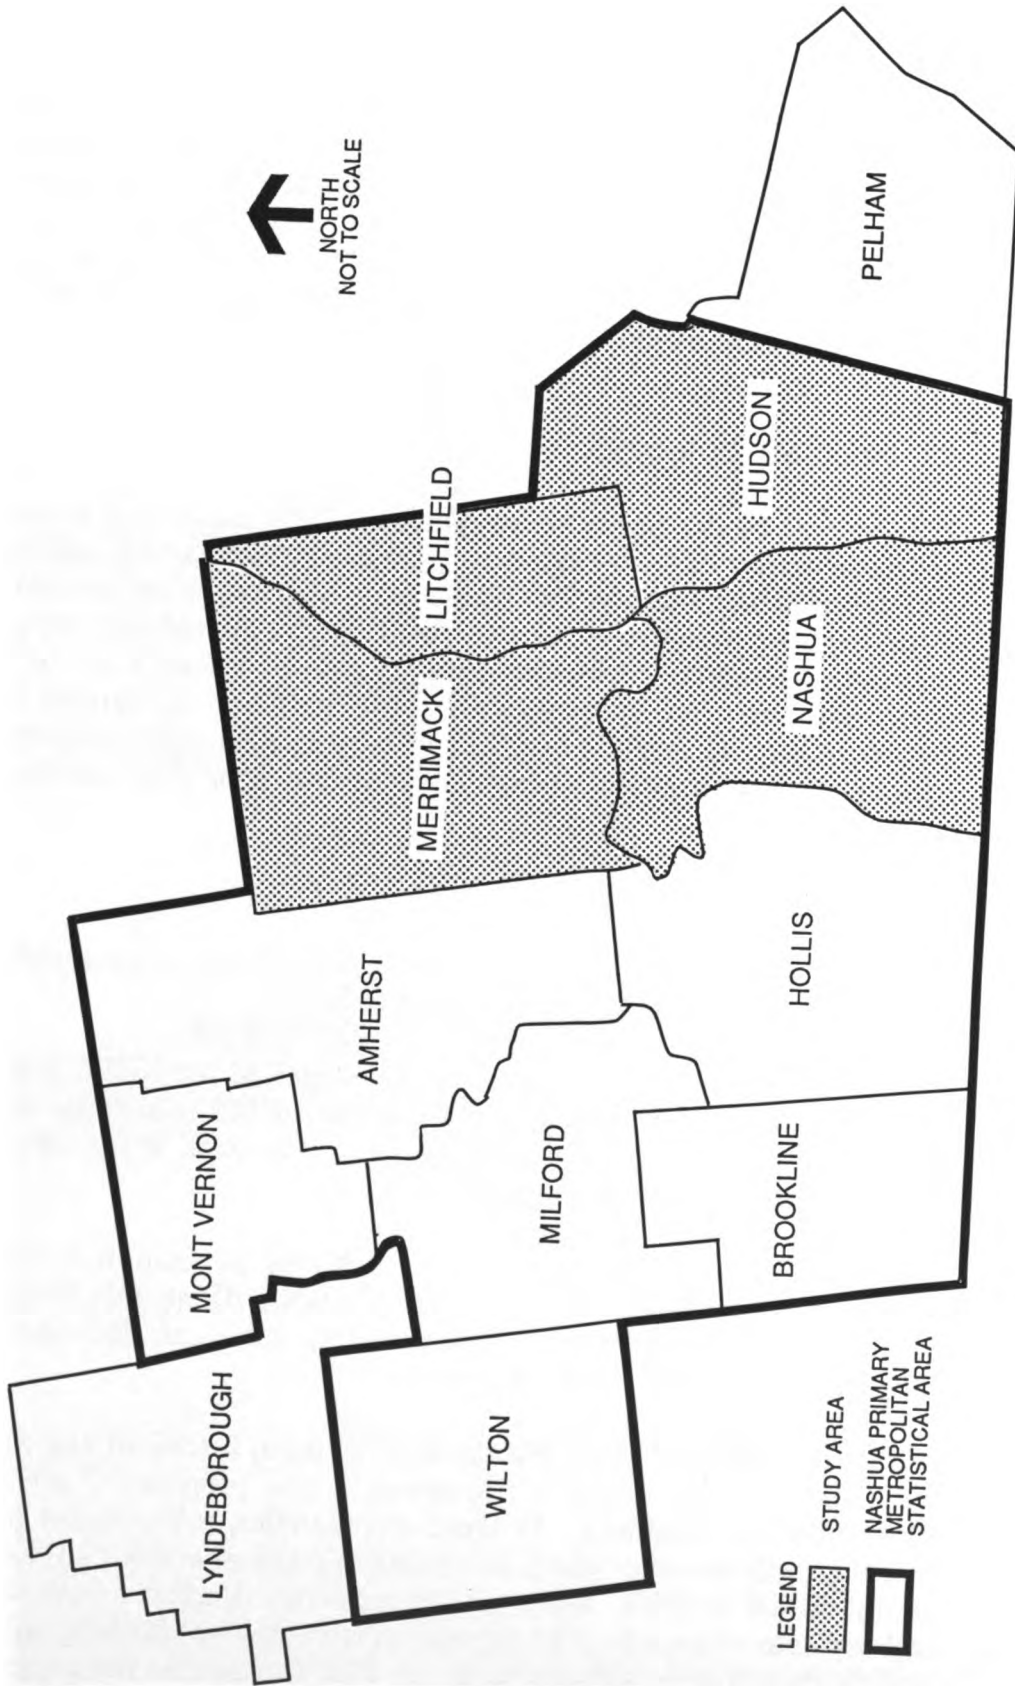 NORTH
NOT TO SCALE
LYNDEBOROUGH
MONT VERNON
AMHERST
MERRIMACK
LITCHFIELD
WILTON
MILFORD
BROOKLINE
HOLLIS
NASHUA
HUDSON
PELHAM
LEGEND
STUDY AREA
NASHUA PRIMARY
METROPOLITAN
STATISTICAL AREA